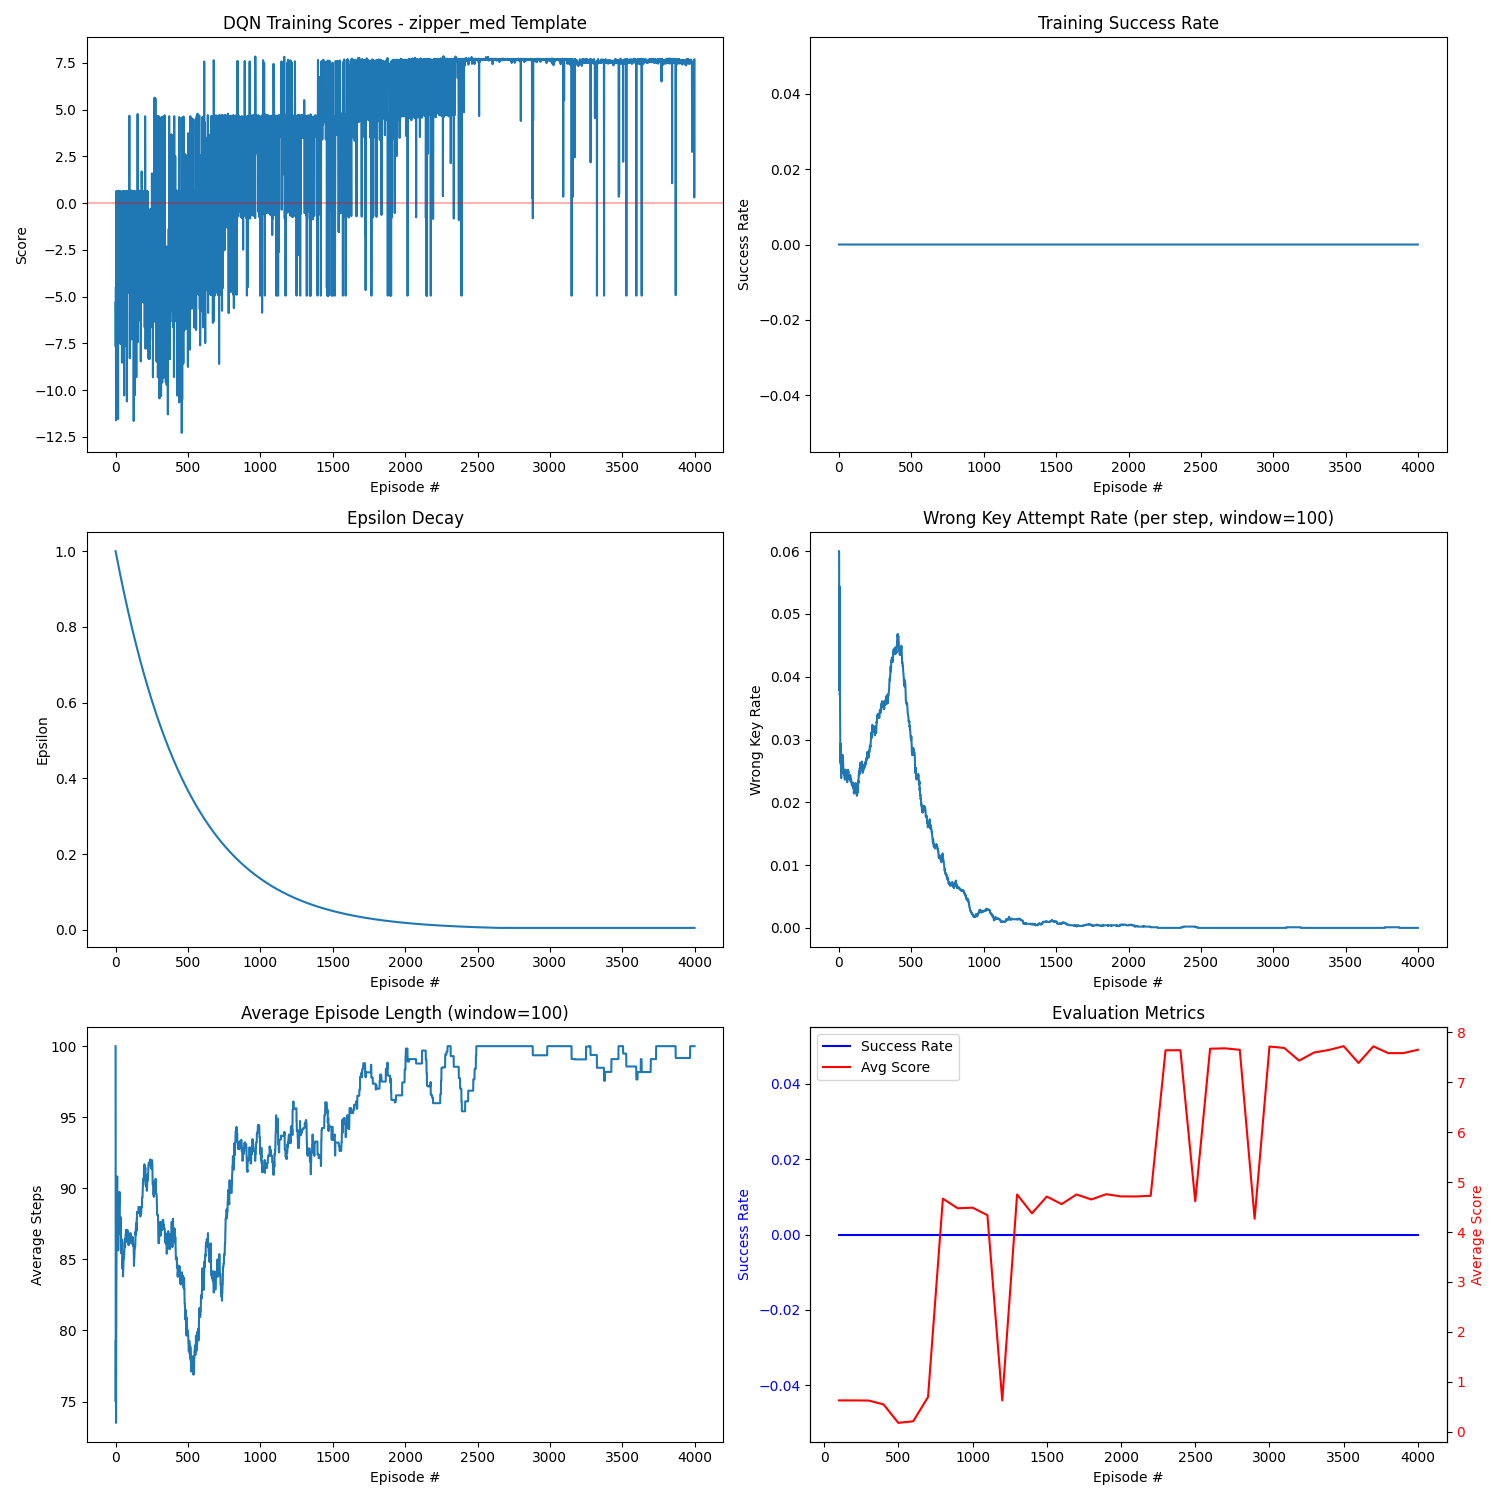 DQN Training Scores - zipper_med Template
7.5
5.0
2.5
0.0
−2.5
−5.0
−7.5
−10.0
−12.5
Score
0 500 1000 1500 2000 2500 3000 3500 4000
Episode #
Training Success Rate
0.04
0.02
0.00
−0.02
−0.04
Success Rate
0 500 1000 1500 2000 2500 3000 3500 4000
Episode #
Epsilon Decay
1.0
0.8
0.6
0.4
0.2
0.0
Epsilon
0 500 1000 1500 2000 2500 3000 3500 4000
Episode #
Wrong Key Attempt Rate (per step, window=100)
0.06
0.05
0.04
0.03
0.02
0.01
0.00
Wrong Key Rate
0 500 1000 1500 2000 2500 3000 3500 4000
Episode #
Average Episode Length (window=100)
100
95
90
85
80
75
Average Steps
0 500 1000 1500 2000 2500 3000 3500 4000
Episode #
Evaluation Metrics
Success Rate
Avg Score
0.04
0.02
0.00
−0.02
−0.04
Success Rate
8
7
6
5
4
3
2
1
0
Average Score
0 500 1000 1500 2000 2500 3000 3500 4000
Episode #